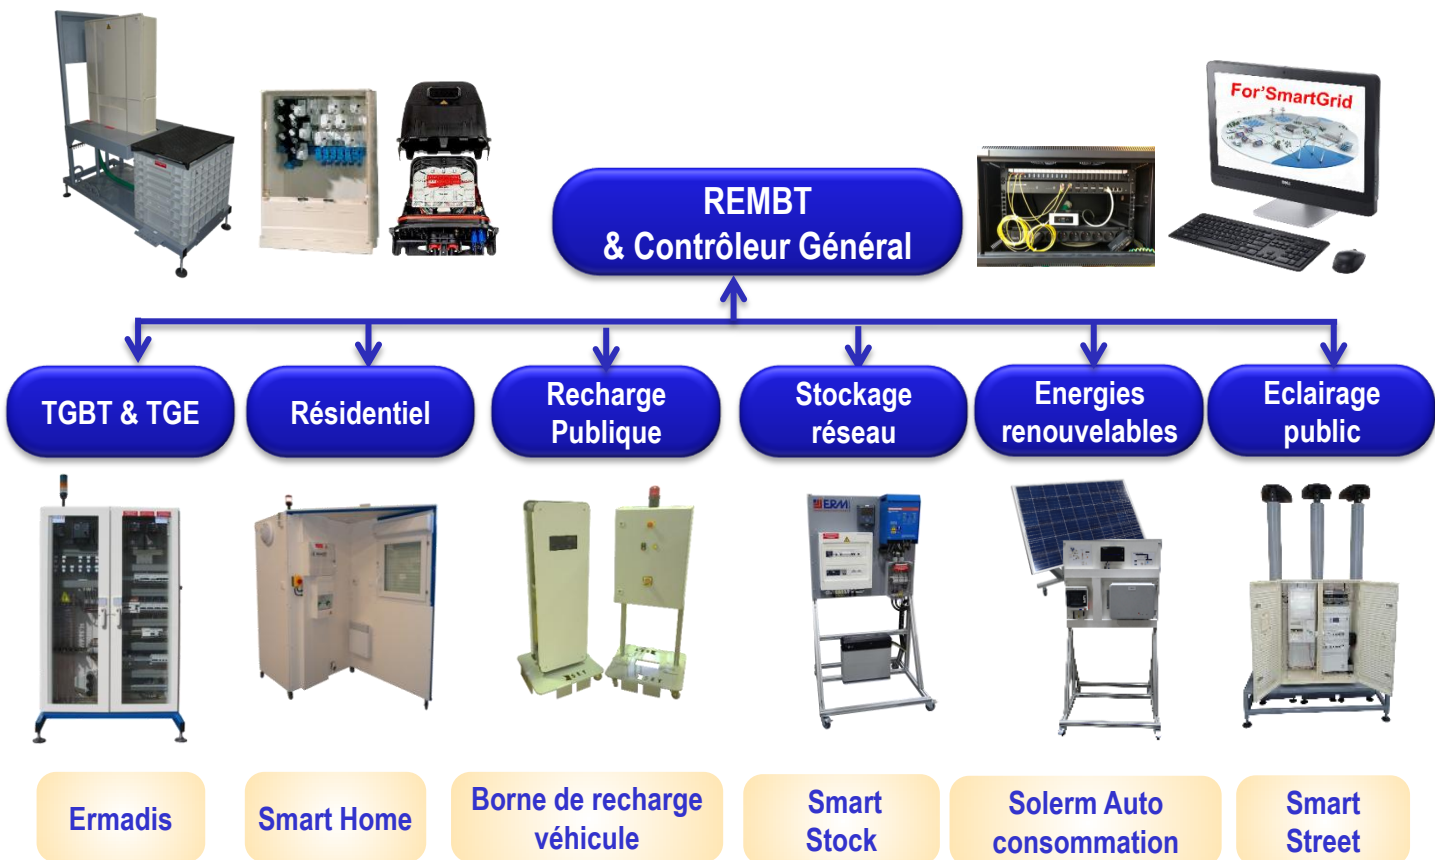 For'SmartGrid
DELL
REMBT
& Contrôleur Général
TGBT & TGE
Résidentiel
Recharge
Publique
Stockage
réseau
Energies
renouvelables
Eclairage
public
ERM
Ermadis
Smart Home
Borne de recharge
véhicule
Smart
Stock
Solerm Auto
consommation
Smart
Street